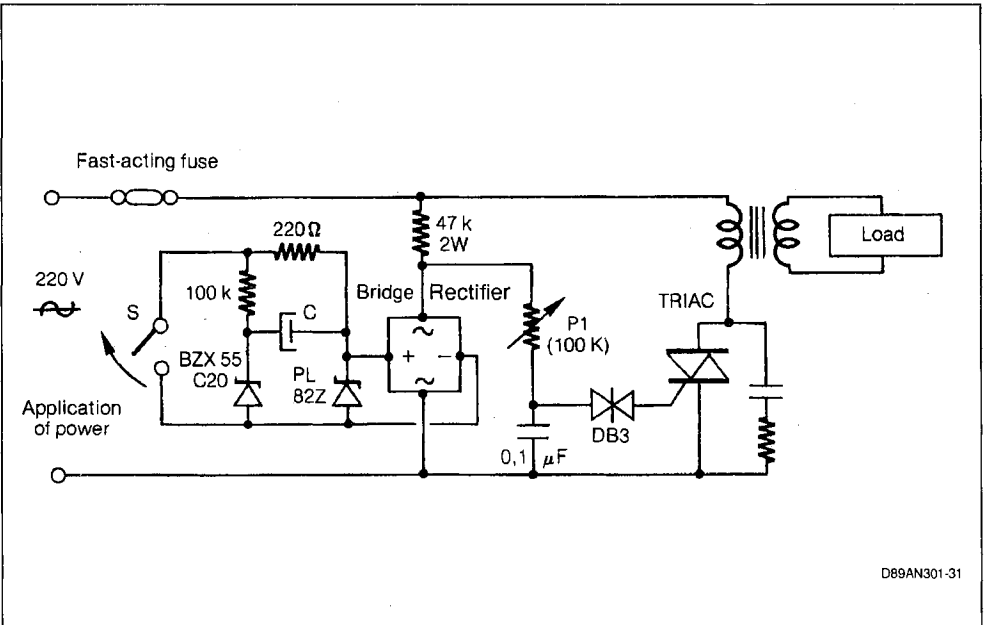 Fast-acting fuse
220 Ω
47 k
2W
Load
220 V
100 k
C
Bridge Rectifier
TRIAC
S
P1
(100 K)
~
+ −
~
BZX 55
C20
PL
82Z
Application
of power
DB3
0,1 μF
D89AN301-31